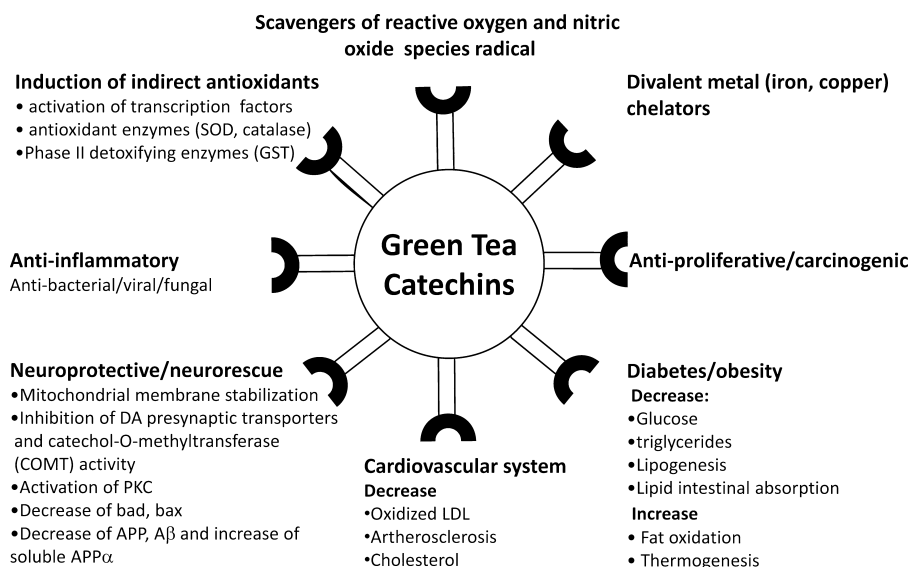 Scavengers of reactive oxygen and nitric
oxide  species radical
Induction of indirect antioxidants
• activation of transcription  factors
• antioxidant enzymes (SOD, catalase)
•Phase II detoxifying enzymes (GST)
Divalent metal (iron, copper)
chelators
Green Tea
Catechins
Anti-inflammatory
Anti-bacterial/viral/fungal
Anti-proliferative/carcinogenic
Neuroprotective/neurorescue
•Mitochondrial membrane stabilization
•Inhibition of DA presynaptic transporters
and catechol-O-methyltransferase
(COMT) activity
•Activation of PKC
•Decrease of bad, bax
•Decrease of APP, Aβ and increase of
soluble APPα
Cardiovascular system
Decrease
•Oxidized LDL
•Artherosclerosis
•Cholesterol
Diabetes/obesity
Decrease:
•Glucose
•triglycerides
•Lipogenesis
•Lipid intestinal absorption
Increase
• Fat oxidation
• Thermogenesis